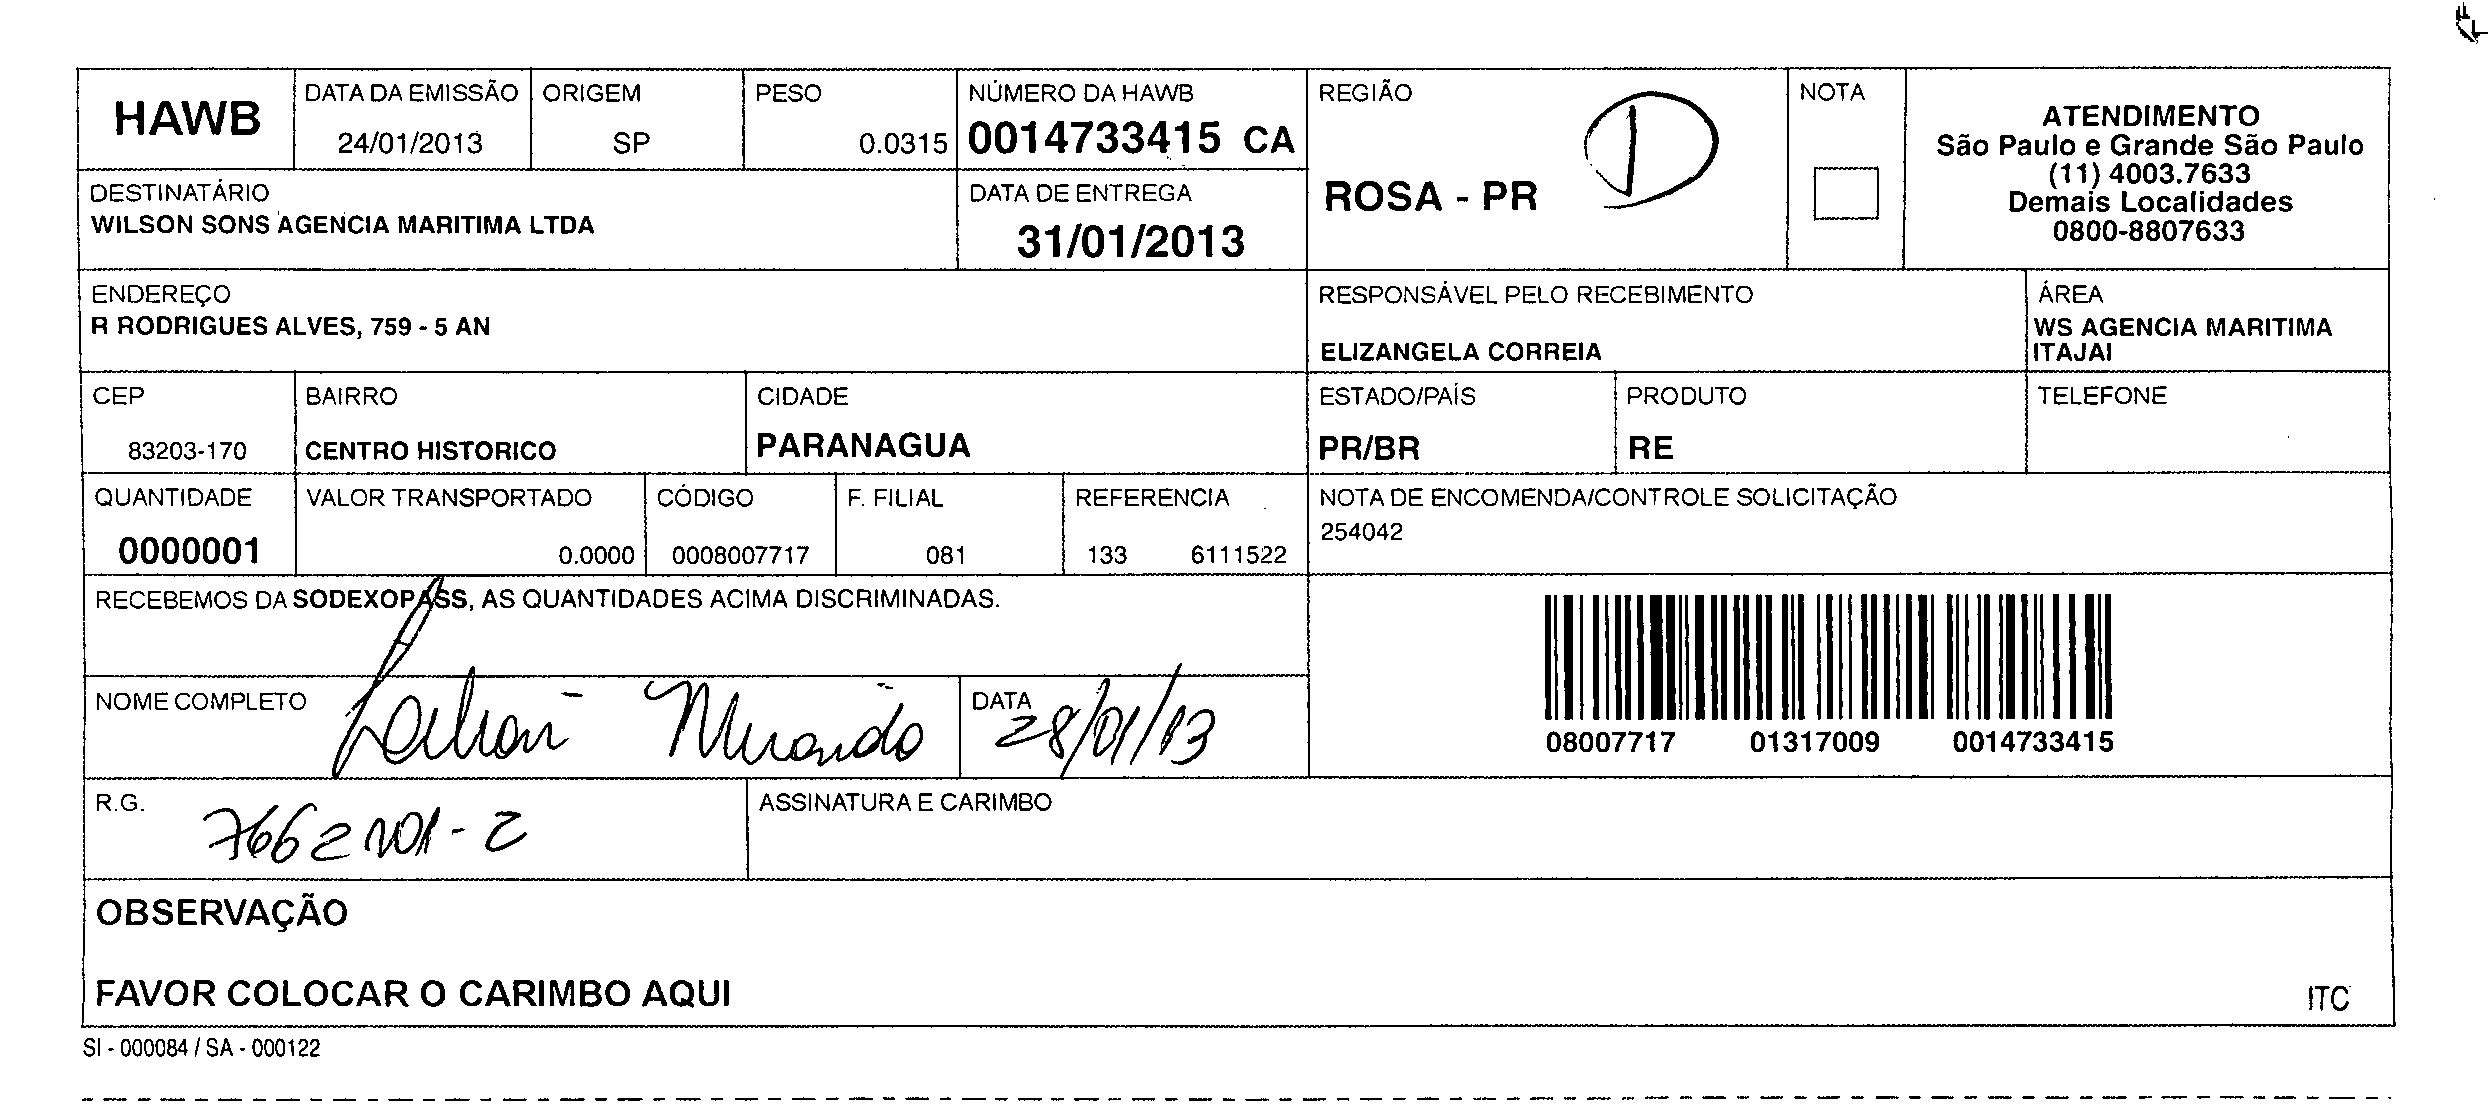 HAWB
DATA DA EMISSÃO
24/01/2013
ORIGEM
SP
PESO
0.0315
NÚMERO DA HAWB
0014733415 CA
REGIÃO
ROSA - PR
NOTA
ATENDIMENTO
São Paulo e Grande São Paulo
(11) 4003.7633
Demais Localidades
0800-8807633
DESTINATÁRIO
WILSON SONS AGENCIA MARITIMA LTDA
DATA DE ENTREGA
31/01/2013
ENDEREÇO
R RODRIGUES ALVES, 759 - 5 AN
RESPONSÁVEL PELO RECEBIMENTO
ELIZANGELA CORREIA
ÁREA
WS AGENCIA MARITIMA
ITAJAI
CEP
83203-170
BAIRRO
CENTRO HISTORICO
CIDADE
PARANAGUA
ESTADO/PAÍS
PR/BR
PRODUTO
RE
TELEFONE
QUANTIDADE
0000001
VALOR TRANSPORTADO
0.0000
CÓDIGO
0008007717
F. FILIAL
081
REFERENCIA
133 6111522
NOTA DE ENCOMENDA/CONTROLE SOLICITAÇÃO
254042
RECEBEMOS DA SODEXOPASS, AS QUANTIDADES ACIMA DISCRIMINADAS.
NOME COMPLETO
DATA
28/01/13
08007717 01317009 0014733415
R.G.
ASSINATURA E CARIMBO
OBSERVAÇÃO
FAVOR COLOCAR O CARIMBO AQUI
ITC
SI - 000084 / SA - 000122